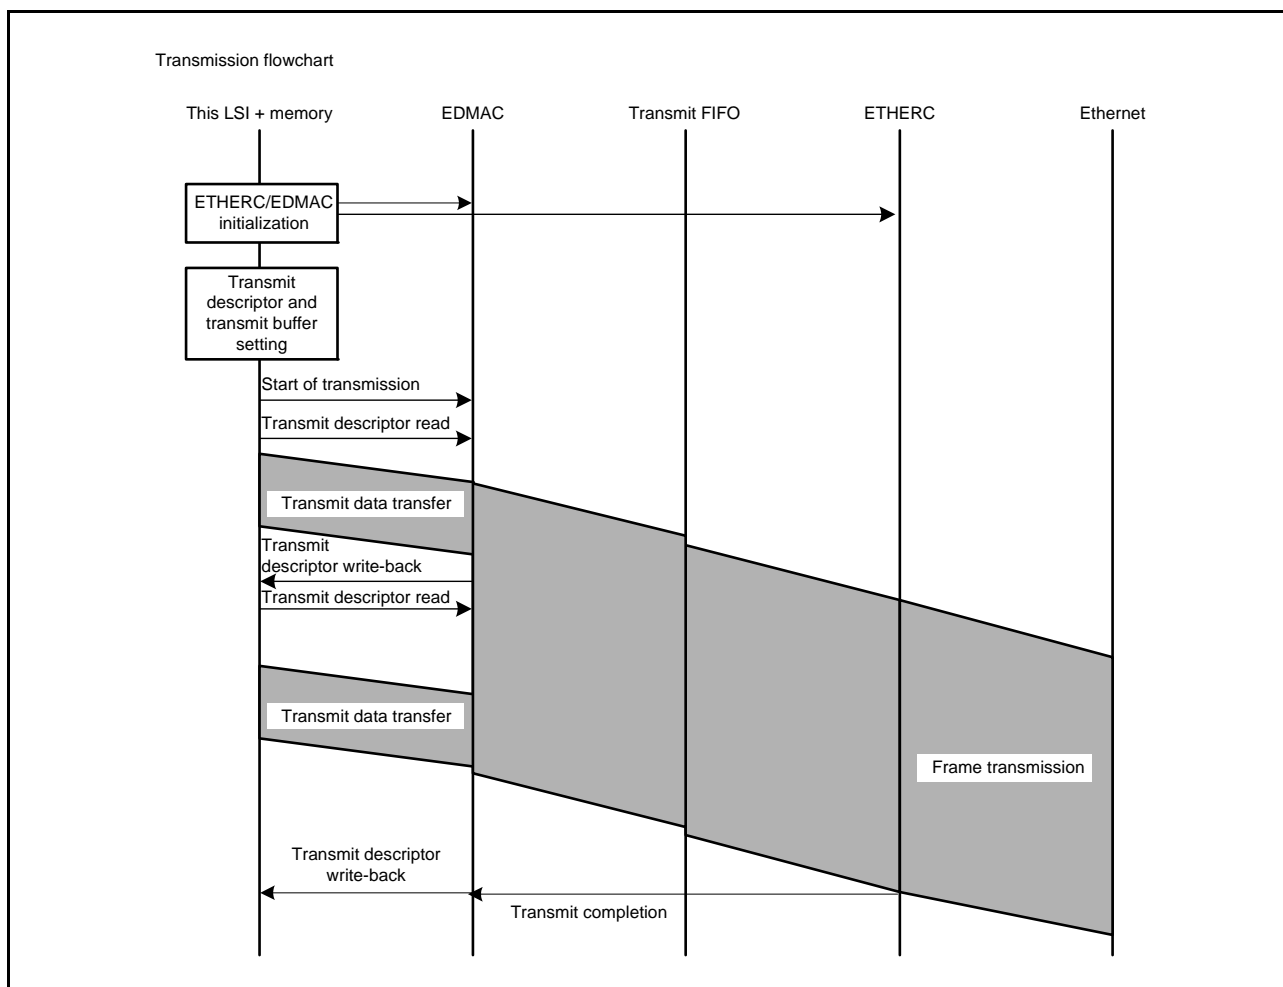 Transmission flowchart
This LSI + memory
EDMAC
Transmit FIFO
ETHERC
Ethernet
ETHERC/EDMAC
initialization
Transmit
descriptor and
transmit buffer
setting
Start of transmission
Transmit descriptor read
Transmit data transfer
Transmit
descriptor write-back
Transmit descriptor read
Transmit data transfer
Frame transmission
Transmit descriptor
write-back
Transmit completion